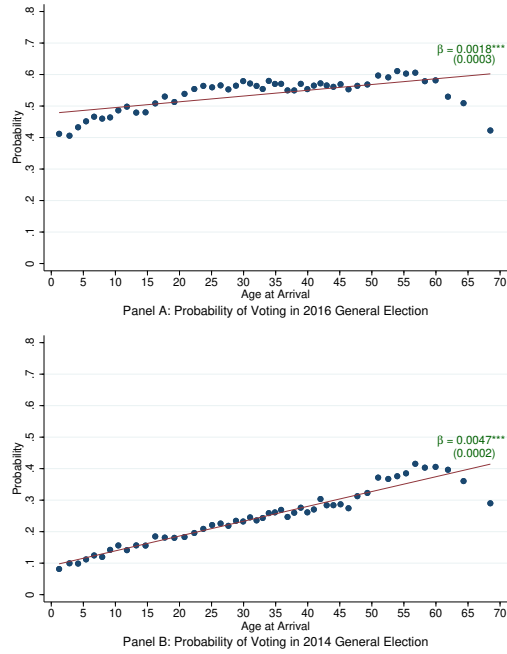 .8
.7
.6
.5
.4
.3
.2
.1
0
Probability
β = 0.0018***
(0.0003)
0 5 10 15 20 25 30 35 40 45 50 55 60 65 70
Age at Arrival
Panel A: Probability of Voting in 2016 General Election
.8
.7
.6
.5
.4
.3
.2
.1
0
Probability
β = 0.0047***
(0.0002)
0 5 10 15 20 25 30 35 40 45 50 55 60 65 70
Age at Arrival
Panel B: Probability of Voting in 2014 General Election